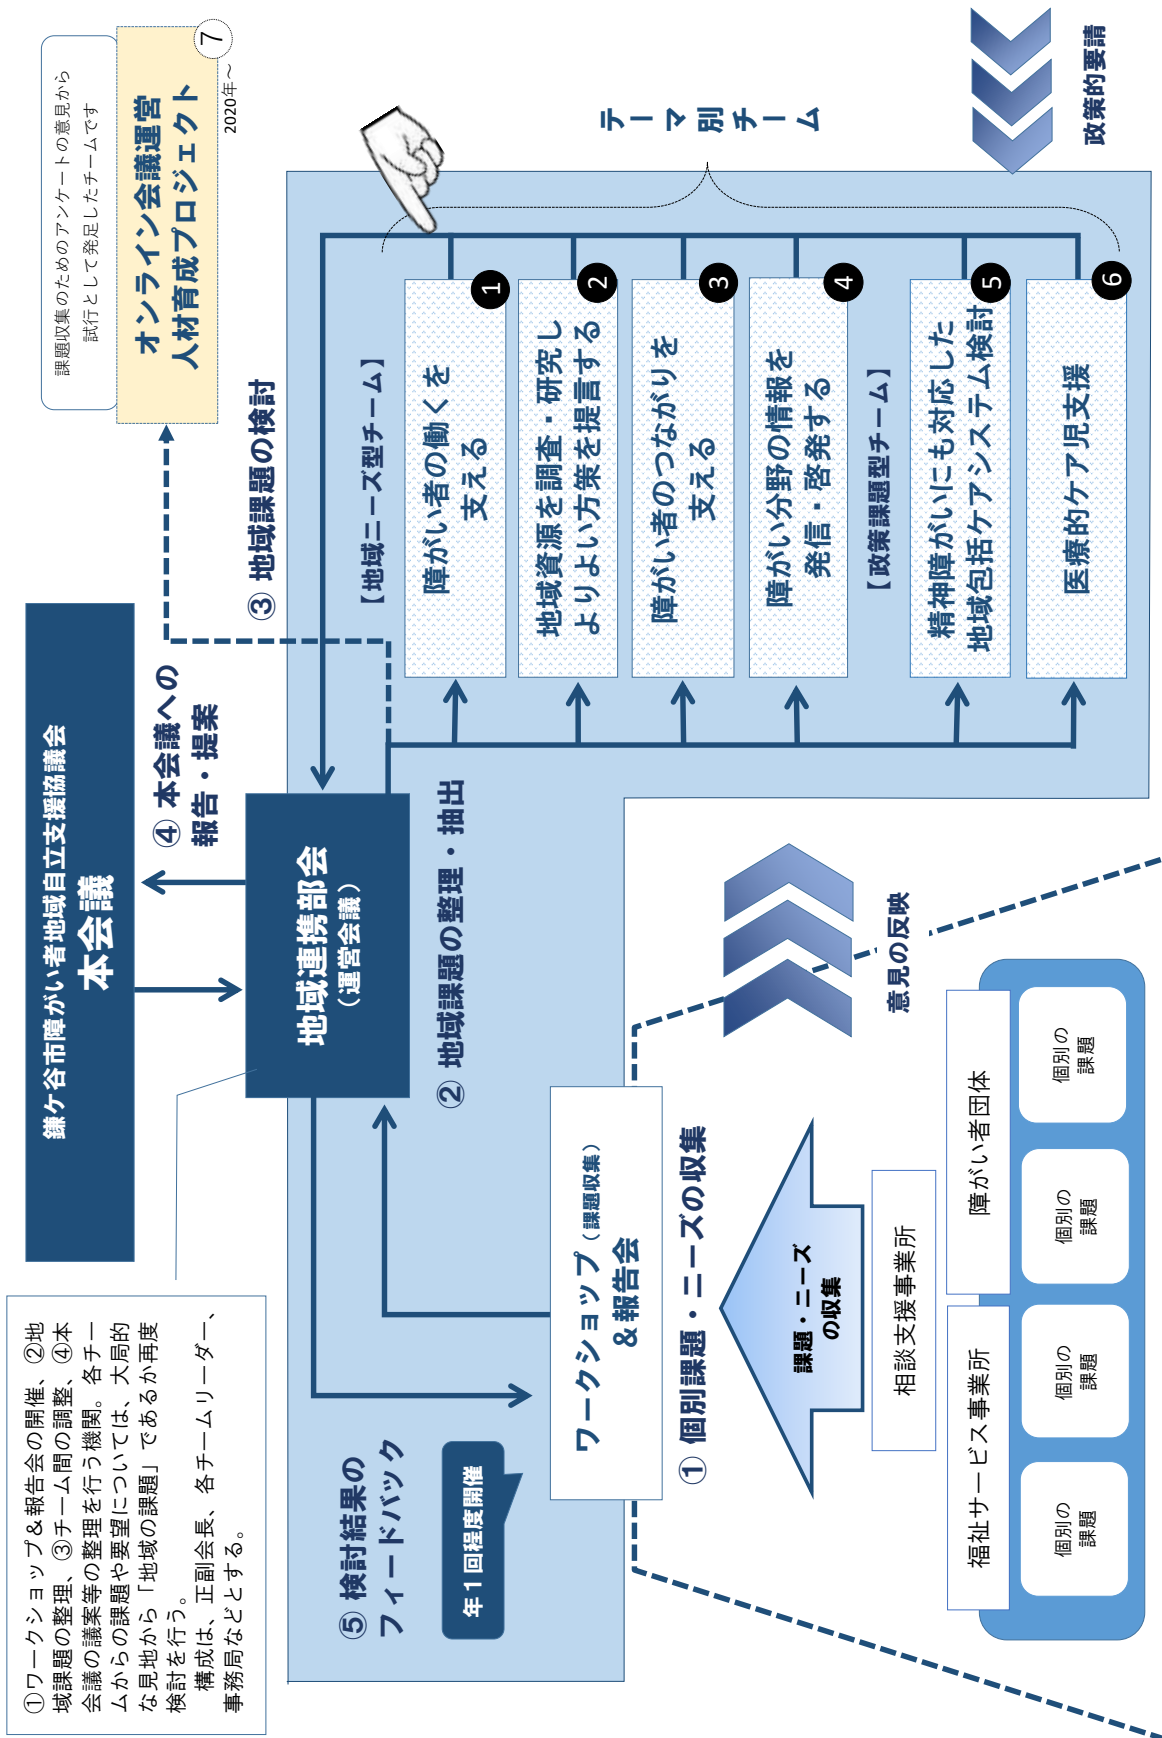 ①ワークショップ＆報告会の開催、②地
域課題の整理、③チーム間の調整、④本
会議の議案等の整理を行う機関。各チー
ムからの課題や要望については、大局的
な見地から「地域の課題」であるか再度
検討を行う。
構成は、正副会長、各チームリーダー、
事務局などとする。
鎌ケ谷市障がい者地域自立支援協議会
本会議
課題収集のためのアンケートの意見から
試行として発足したチームです
オンライン会議運営
人材育成プロジェクト
7
2020年～
④ 本会議への
報告・提案
③ 地域課題の検討
地域連携部会
（運営会議）
② 地域課題の整理・抽出
⑤ 検討結果の
フィードバック
年１回程度開催
【地域ニーズ型チーム】
障がい者の働くを
支える
1
地域資源を調査・研究し
よりよい方策を提言する
2
障がい者のつながりを
支える
3
障がい分野の情報を
発信・啓発する
4
【政策課題型チーム】
精神障がいにも対応した
地域包括ケアシステム検討
5
医療的ケア児支援
6
テーマ別チーム
政策的要請
ワークショップ（課題収集）
＆報告会
① 個別課題・ニーズの収集
意見の反映
課題・ニーズ
の収集
相談支援事業所
福祉サービス事業所
障がい者団体
個別の
課題
個別の
課題
個別の
課題
個別の
課題